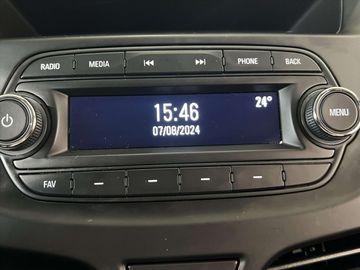 RADIO MEDIA PHONE BACK
15:46 24°
07/08/2024
MENU
FAV